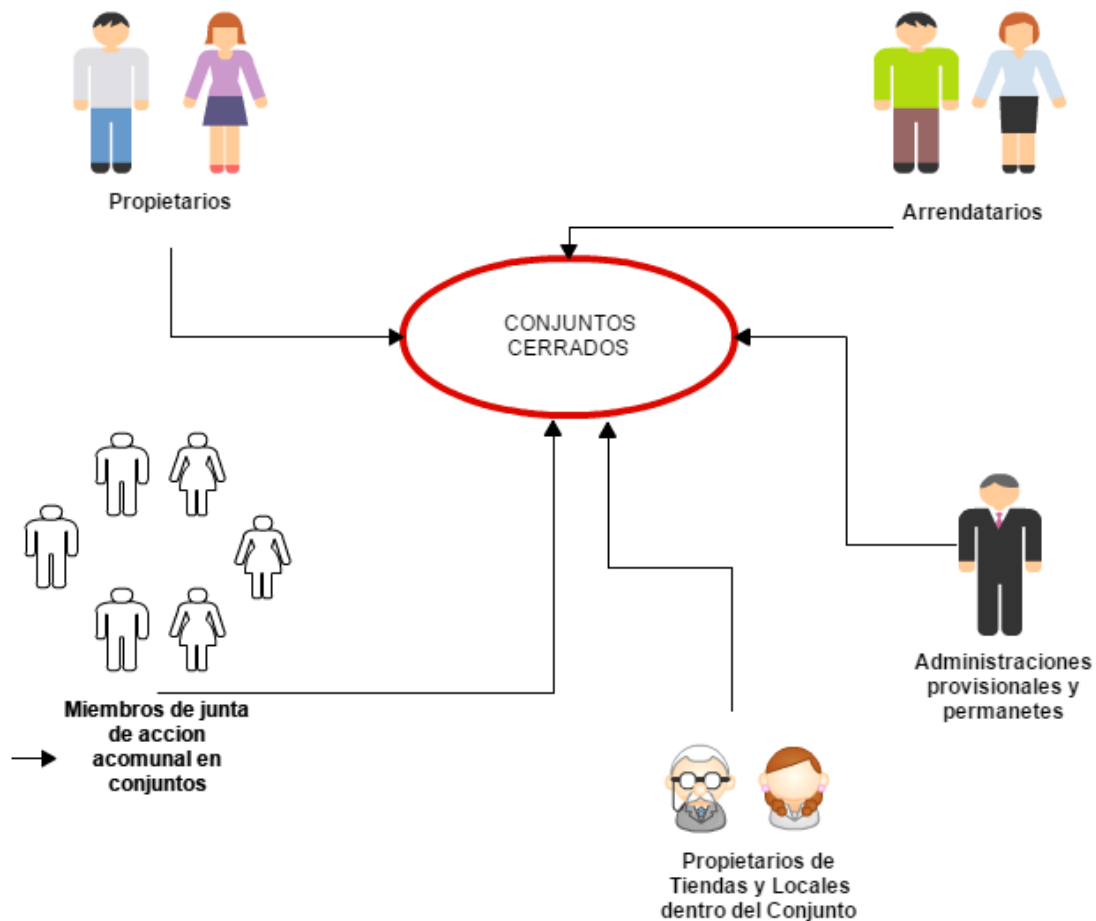 Propietarios
Arrendatarios
CONJUNTOS
CERRADOS
Miembros de junta
de accion
acomunal en
conjuntos
Administraciones
provisionales y
permanetes
Propietarios de
Tiendas y Locales
dentro del Conjunto